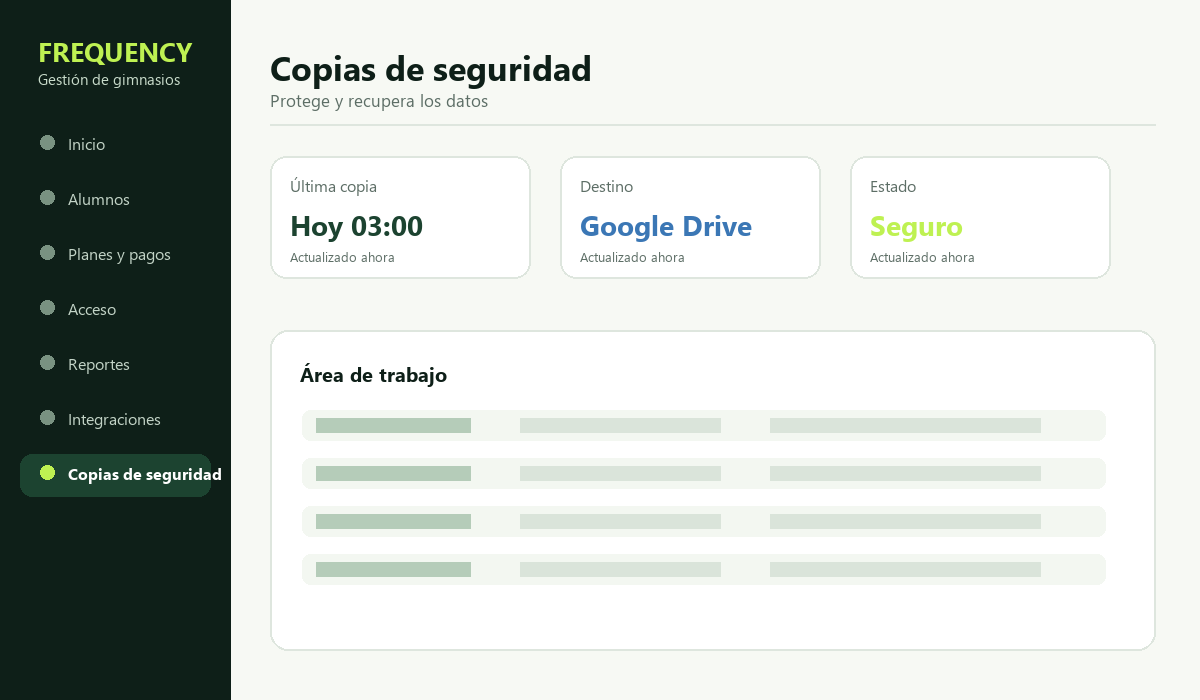 FREQUENCY
Gestión de gimnasios
Inicio
Alumnos
Planes y pagos
Acceso
Reportes
Integraciones
Copias de seguridad
Copias de seguridad
Protege y recupera los datos
Última copia
Hoy 03:00
Actualizado ahora
Destino
Google Drive
Actualizado ahora
Estado
Seguro
Actualizado ahora
Área de trabajo